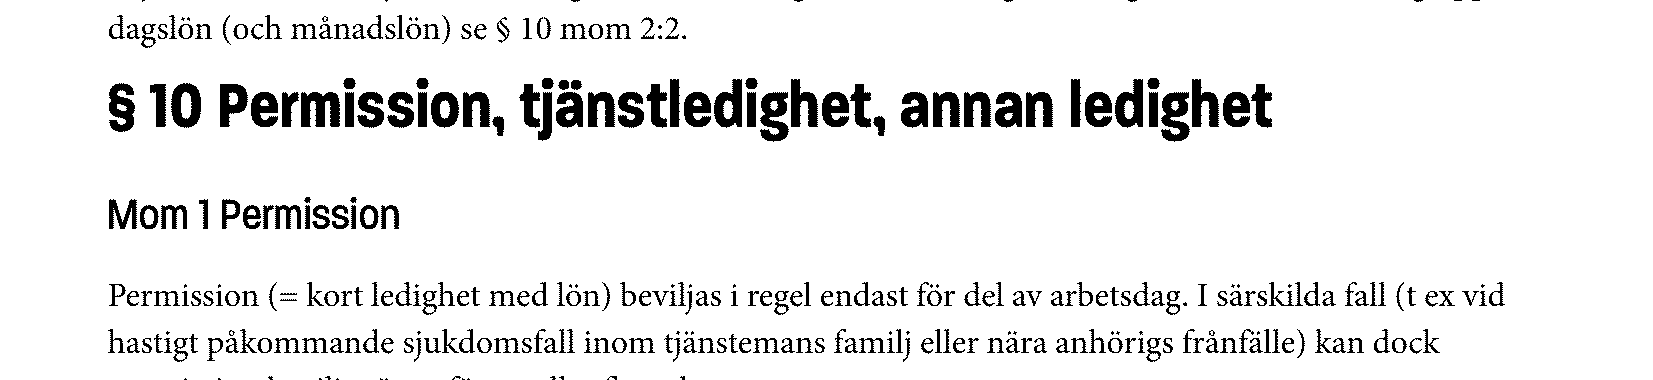 dagslön (och månadslön) se § 10 mom 2:2.
§ 10 Permission, tjänstledighet, annan ledighet
Mom 1 Permission
Permission (= kort ledighet med lön) beviljas i regel endast för del av arbetsdag. I särskilda fall (t ex vid
hastigt påkommande sjukdomsfall inom tjänstemans familj eller nära anhörigs frånfälle) kan dock